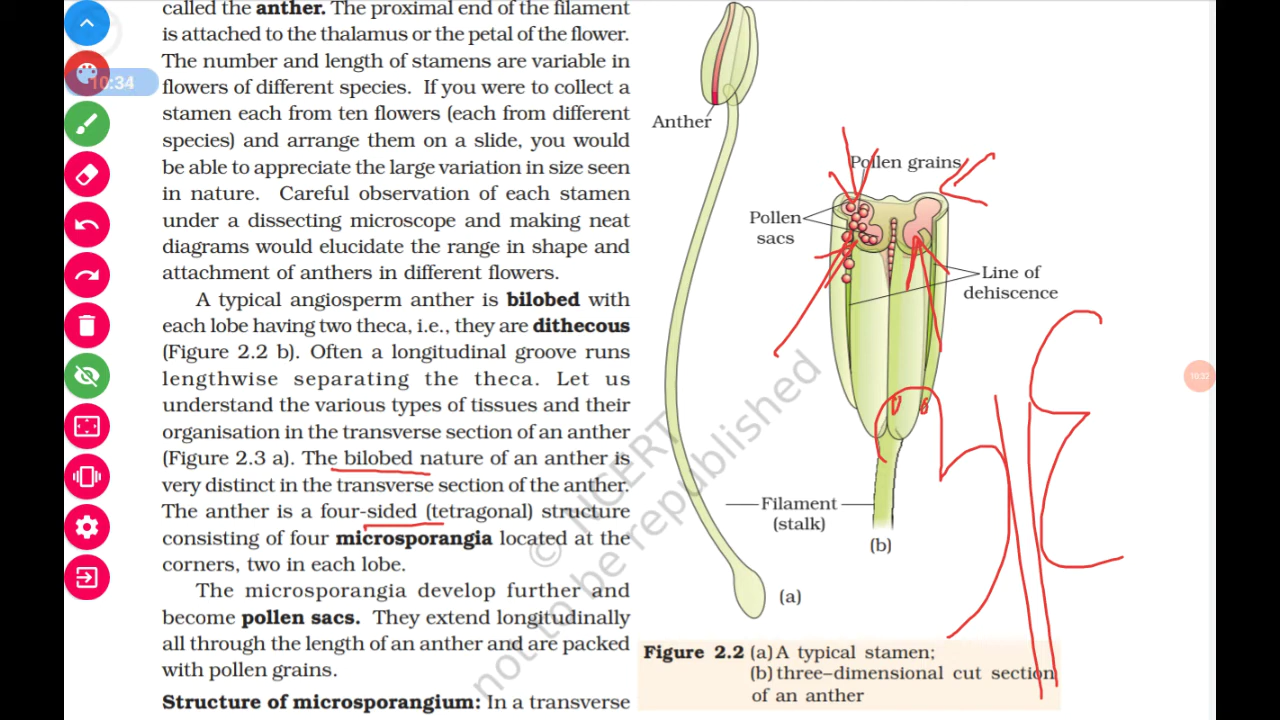 called the anther. The proximal end of the filament
is attached to the thalamus or the petal of the flower.
The number and length of stamens are variable in
flowers of different species. If you were to collect a
stamen each from ten flowers (each from different
species) and arrange them on a slide, you would
be able to appreciate the large variation in size seen
in nature. Careful observation of each stamen
under a dissecting microscope and making neat
diagrams would elucidate the range in shape and
attachment of anthers in different flowers.
A typical angiosperm anther is bilobed with
each lobe having two theca, i.e., they are dithecous
(Figure 2.2 b). Often a longitudinal groove runs
lengthwise separating the theca. Let us
understand the various types of tissues and their
organisation in the transverse section of an anther
(Figure 2.3 a). The bilobed nature of an anther is
very distinct in the transverse section of the anther.
The anther is a four-sided (tetragonal) structure
consisting of four microsporangia located at the
corners, two in each lobe.
The microsporangia develop further and
become pollen sacs. They extend longitudinally
all through the length of an anther and are packed
with pollen grains.
Structure of microsporangium: In a transverse
10:34
Anther
Pollen grains
Pollen
sacs
Line of
dehiscence
Filament
(stalk)
(b)
(a)
Figure 2.2 (a) A typical stamen;
(b) three–dimensional cut section
of an anther
© NCERT
not to be republished
10:32